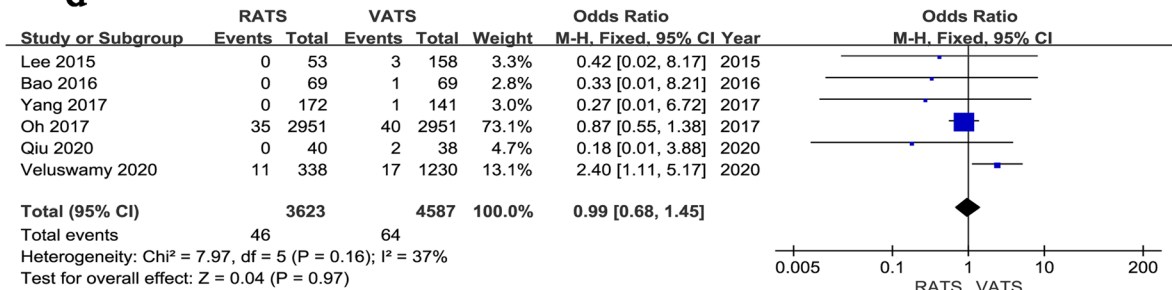 d
RATS VATS Odds Ratio Odds Ratio
Study or Subgroup Events Total Events Total Weight M-H, Fixed, 95% CI Year M-H, Fixed, 95% CI
Lee 2015 0 53 3 158 3.3% 0.42 [0.02, 8.17] 2015
Bao 2016 0 69 1 69 2.8% 0.33 [0.01, 8.21] 2016
Yang 2017 0 172 1 141 3.0% 0.27 [0.01, 6.72] 2017
Oh 2017 35 2951 40 2951 73.1% 0.87 [0.55, 1.38] 2017
Qiu 2020 0 40 2 38 4.7% 0.18 [0.01, 3.88] 2020
Veluswamy 2020 11 338 17 1230 13.1% 2.40 [1.11, 5.17] 2020
Total (95% CI) 3623 4587 100.0% 0.99 [0.68, 1.45]
Total events 46 64
Heterogeneity: Chi² = 7.97, df = 5 (P = 0.16); I² = 37%
Test for overall effect: Z = 0.04 (P = 0.97)
0.005 0.1 1 10 200
RATS VATS